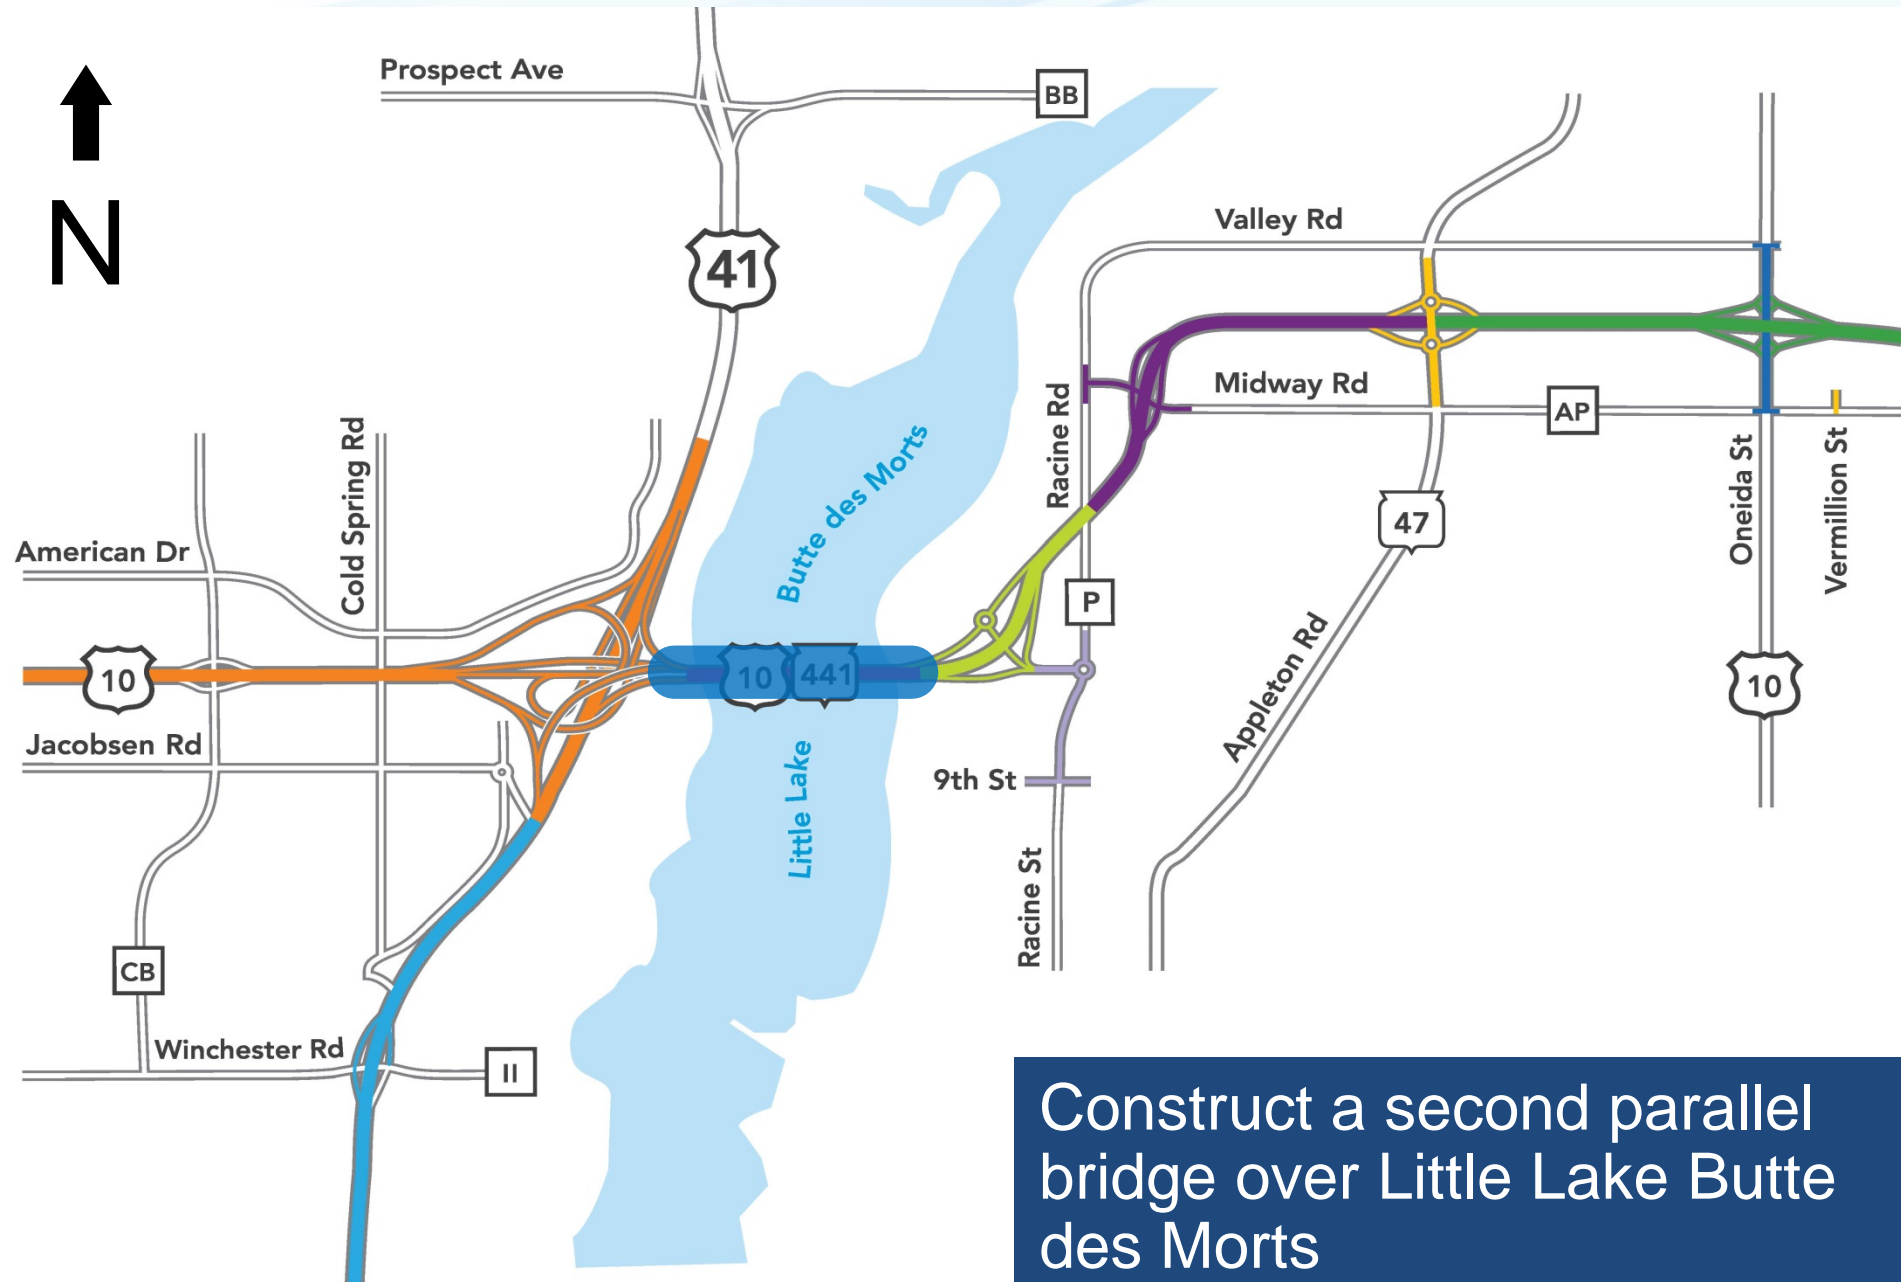 Prospect Ave
BB
N
Valley Rd
41
Midway Rd
Racine Rd
AP
Cold Spring Rd
Butte des Morts
Oneida St
Vermillion St
47
American Dr
P
10
10
441
10
Appleton Rd
Jacobsen Rd
Little Lake
9th St
Racine St
CB
Winchester Rd
II
Construct a second parallel
bridge over Little Lake Butte
des Morts